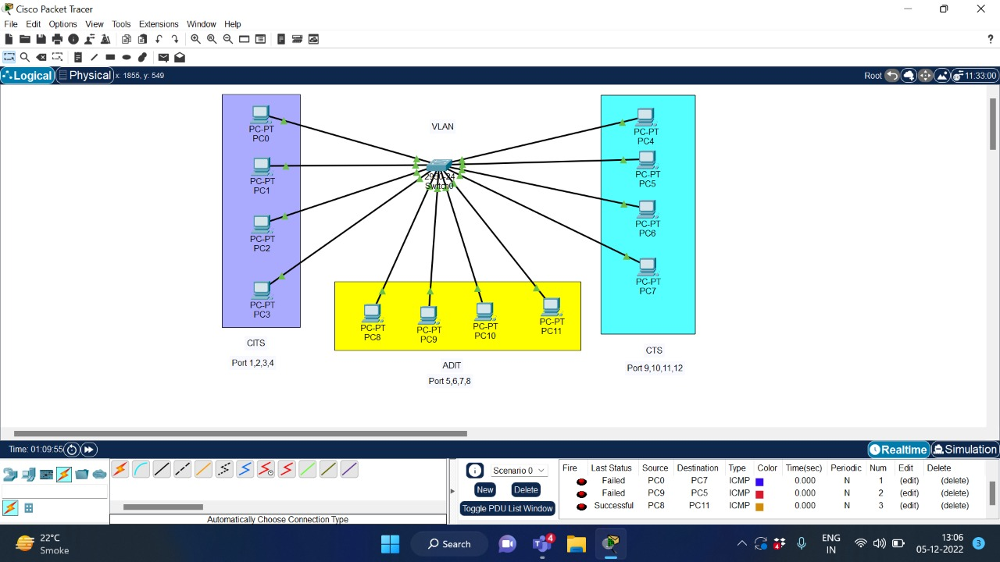 Cisco Packet Tracer
File Edit Options View Tools Extensions Window Help
?
Logical Physical x: 1855, y: 549 Root 11:33:00
VLAN
PC-PT
PC0
PC-PT
PC1
PC-PT
PC2
PC-PT
PC3
2950-24
Switch0
PC-PT
PC4
PC-PT
PC5
PC-PT
PC6
PC-PT
PC7
PC-PT
PC8
PC-PT
PC9
PC-PT
PC10
PC-PT
PC11
CITS
Port 1,2,3,4
ADIT
Port 5,6,7,8
CTS
Port 9,10,11,12
Time: 01:09:55 Realtime Simulation
Automatically Choose Connection Type
Scenario 0
New Delete
Toggle PDU List Window
Fire Last Status Source Destination Type Color Time(sec) Periodic Num Edit Delete
Failed PC0 PC7 ICMP 0.000 N 1 (edit) (delete)
Failed PC9 PC5 ICMP 0.000 N 2 (edit) (delete)
Successful PC8 PC11 ICMP 0.000 N 3 (edit) (delete)
22°C
Smoke
Search
4
4
ENG
IN
13:06
05-12-2022
3